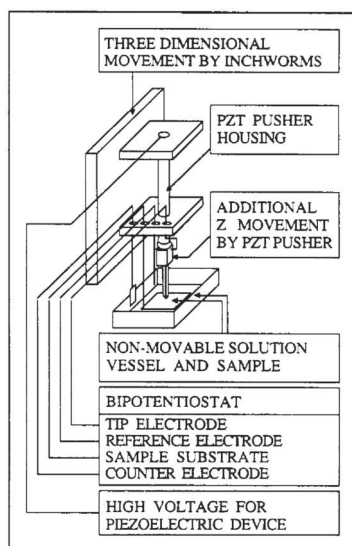 THREE DIMENSIONAL
MOVEMENT BY INCHWORMS
PZT PUSHER
HOUSING
ADDITIONAL
Z MOVEMENT
BY PZT PUSHER
NON-MOVABLE SOLUTION
VESSEL AND SAMPLE
BIPOTENTIOSTAT
TIP ELECTRODE
REFERENCE ELECTRODE
SAMPLE SUBSTRATE
COUNTER ELECTRODE
HIGH VOLTAGE FOR
PIEZOELECTRIC DEVICE